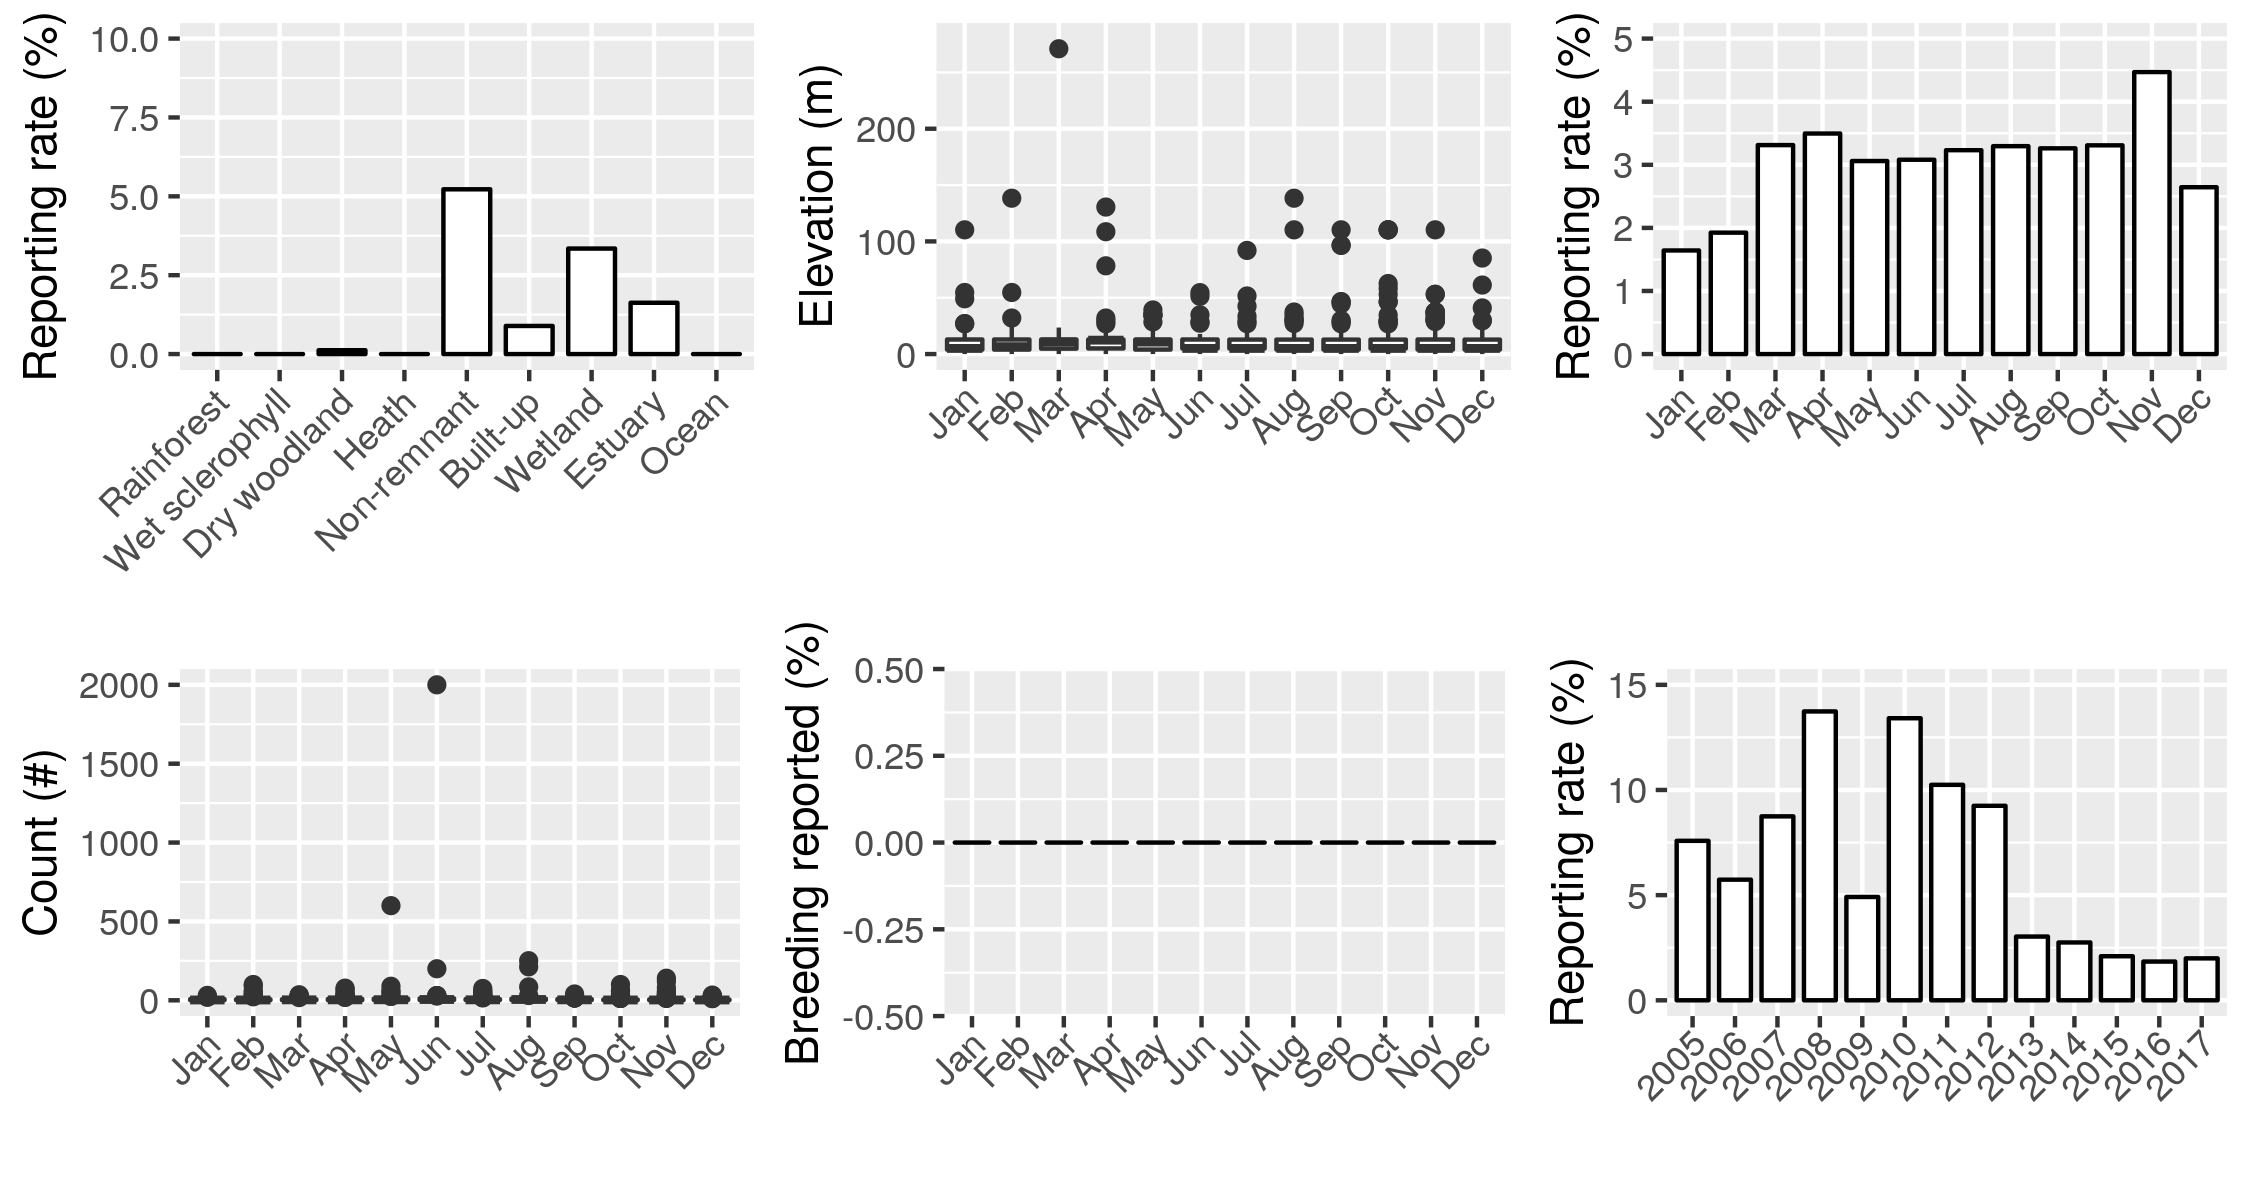 Reporting rate (%)
10.0
7.5
5.0
2.5
0.0
Rainforest
Wet sclerophyll
Dry woodland
Heath
Non-remnant
Built-up
Wetland
Estuary
Ocean
Elevation (m)
200
100
0
Jan
Feb
Mar
Apr
May
Jun
Jul
Aug
Sep
Oct
Nov
Dec
Reporting rate (%)
5
4
3
2
1
0
Jan
Feb
Mar
Apr
May
Jun
Jul
Aug
Sep
Oct
Nov
Dec
Count (#)
2000
1500
1000
500
0
Jan
Feb
Mar
Apr
May
Jun
Jul
Aug
Sep
Oct
Nov
Dec
Breeding reported (%)
0.50
0.25
0.00
-0.25
-0.50
Jan
Feb
Mar
Apr
May
Jun
Jul
Aug
Sep
Oct
Nov
Dec
Reporting rate (%)
15
10
5
0
2005
2006
2007
2008
2009
2010
2011
2012
2013
2014
2015
2016
2017